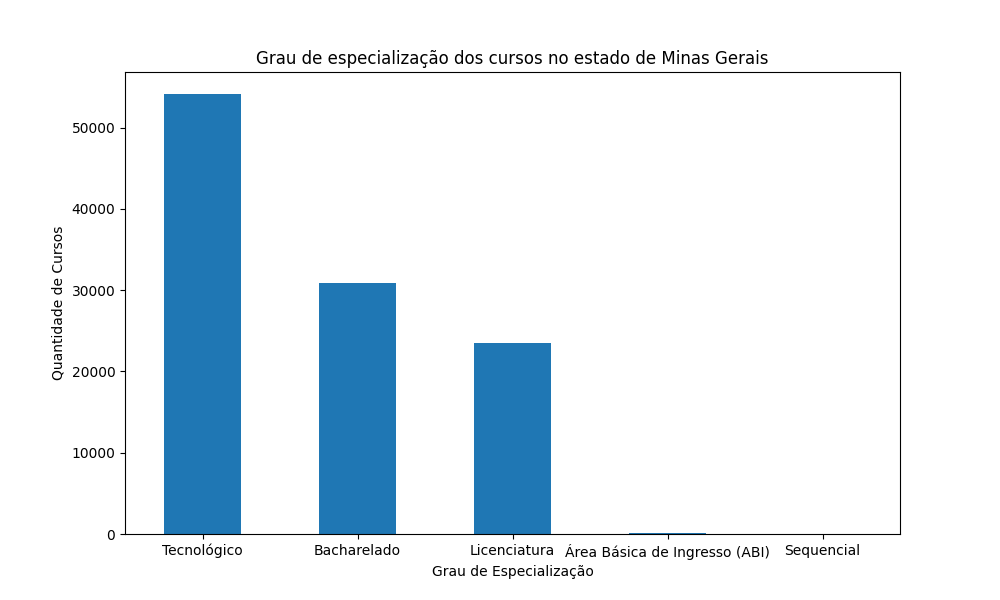 Grau de especialização dos cursos no estado de Minas Gerais
Quantidade de Cursos
50000
40000
30000
20000
10000
0
Tecnológico
Bacharelado
Licenciatura
Área Básica de Ingresso (ABI)
Sequencial
Grau de Especialização